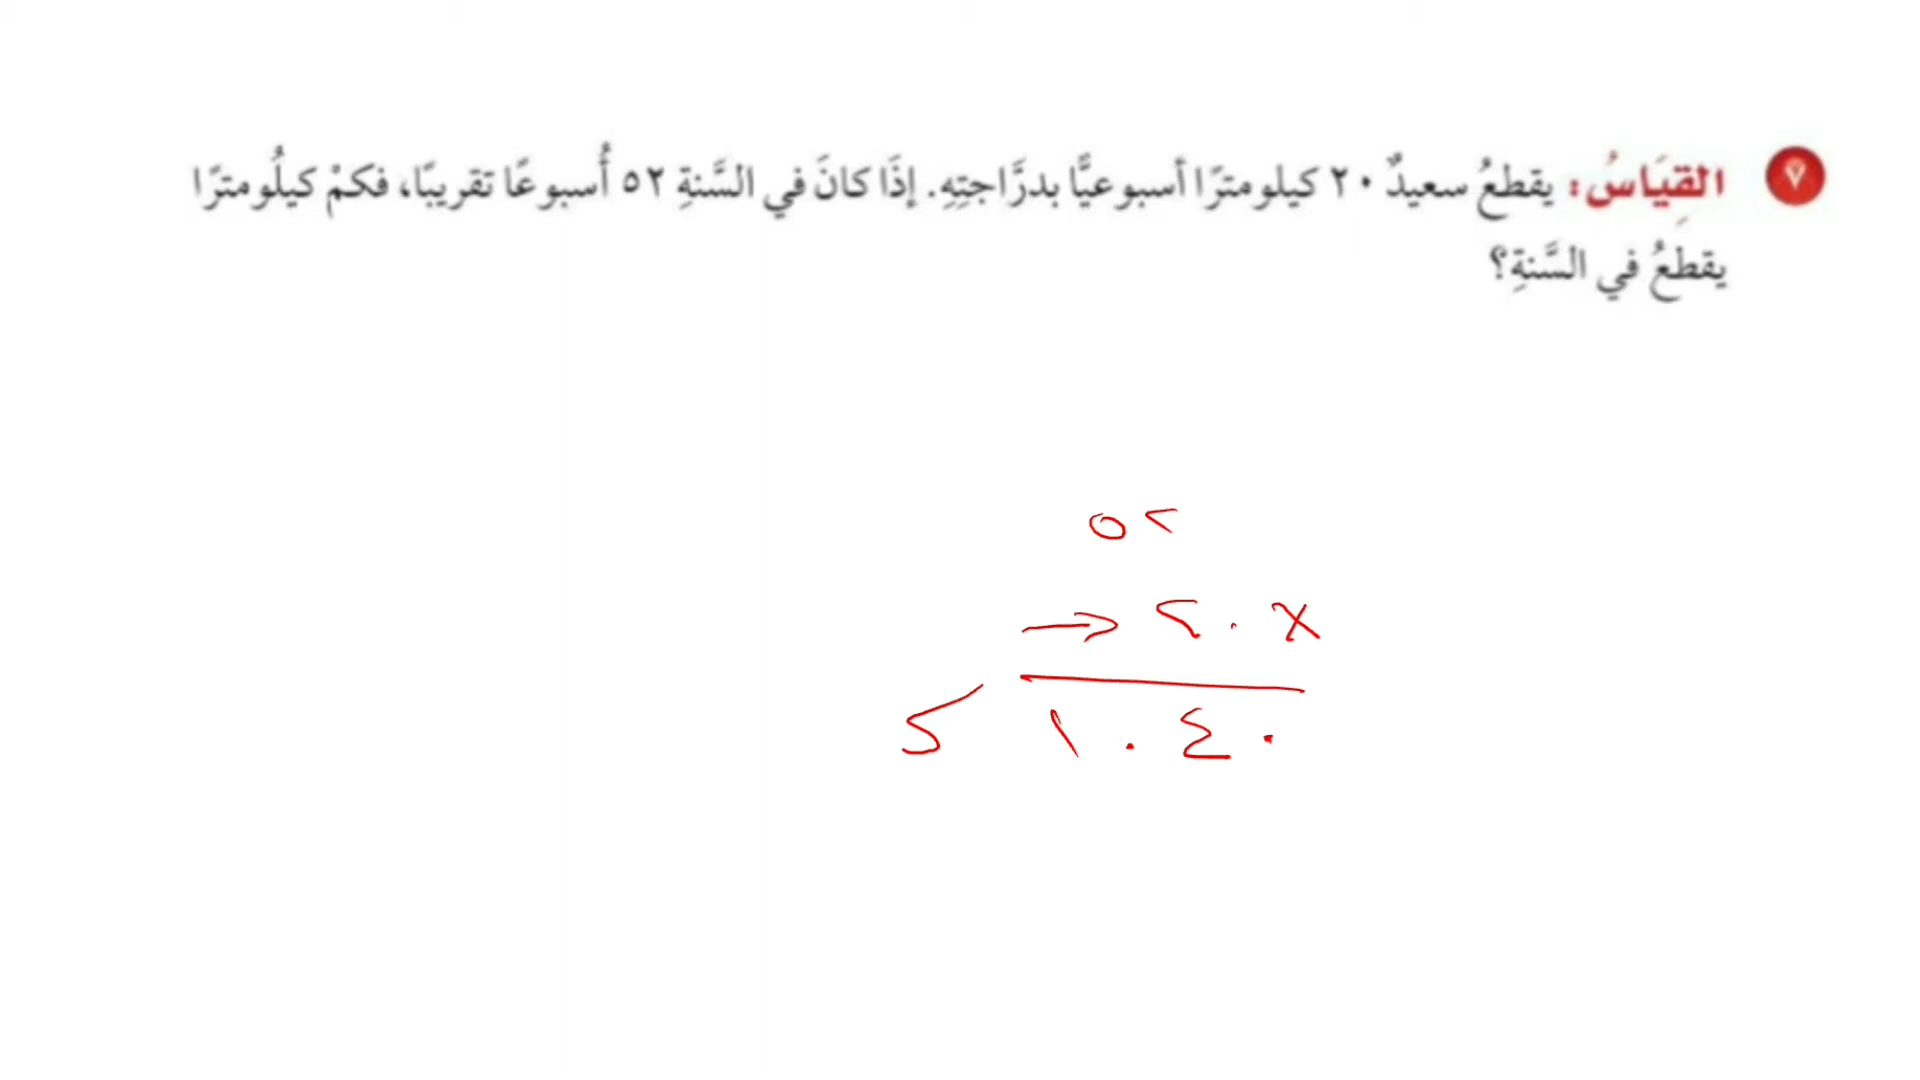 ٧ القِيَاسُ: يقطعُ سعيدٌ ٢٠ كيلومترًا أسبوعيًّا بدرَّاجتِهِ. إذَا كانَ في السَّنةِ ٥٢ أُسبوعًا تقريبًا، فكمْ كيلُومترًا
يقطعُ في السَّنةِ؟
٥٢
٢٠ ×
١٠٤٠